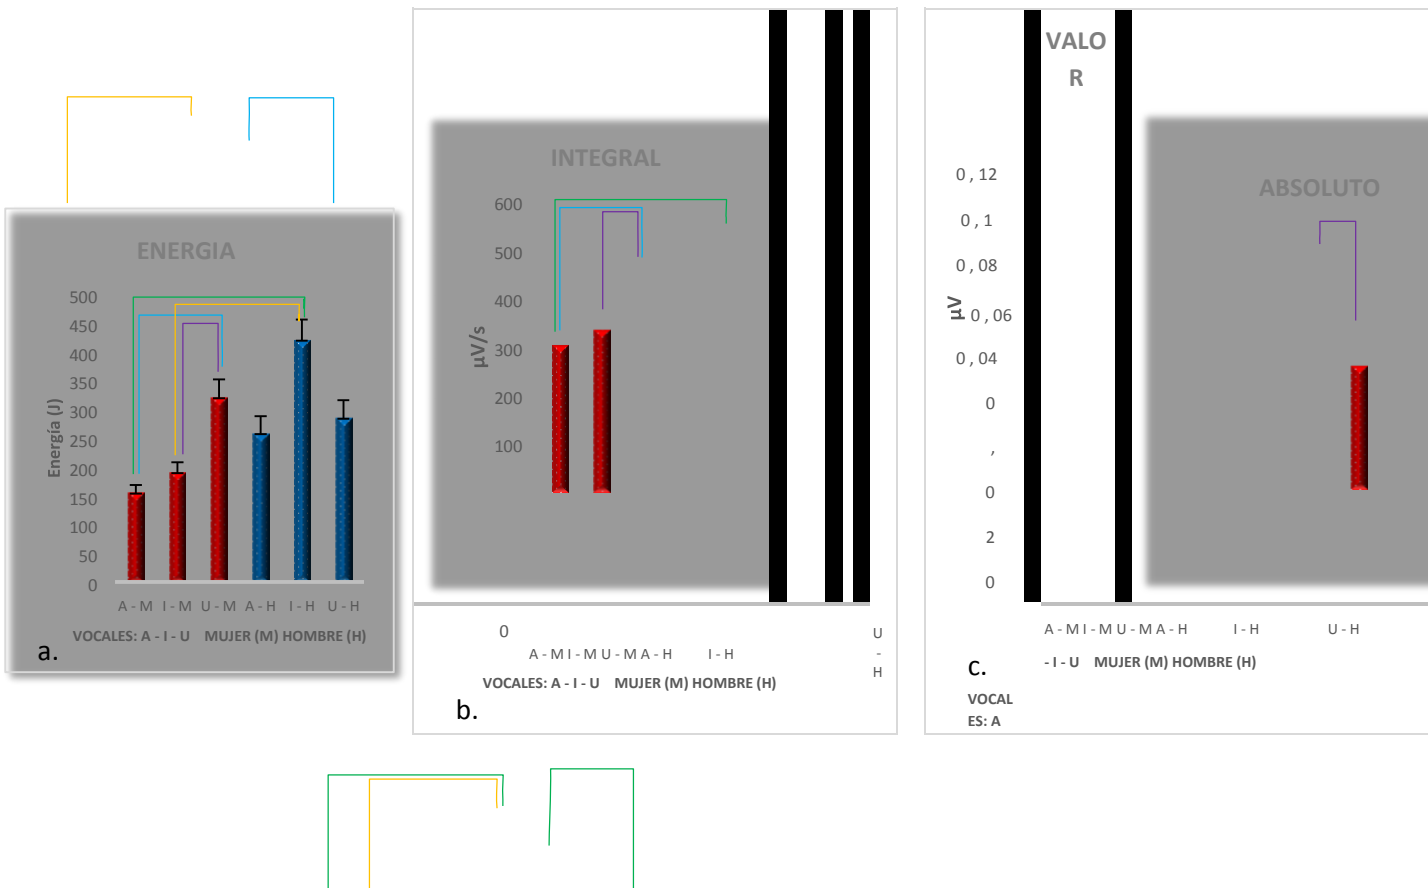 ENERGIA
500
450
400
350
300
250
200
150
100
50
0
Energía (J)
A - M I - M U - M A - H I - H U - H
VOCALES: A - I - U MUJER (M) HOMBRE (H)
a.
INTEGRAL
600
500
400
300
200
100
0
µV/s
A - M I - M U - M A - H I - H
U
-
H
VOCALES: A - I - U MUJER (M) HOMBRE (H)
b.
VALO
R
ABSOLUTO
0,12
0,1
0,08
0,06
0,04
0
,
0
2
0
µV
A - M I - M U - M A - H I - H U - H
- I - U MUJER (M) HOMBRE (H)
c.
VOCAL
ES: A